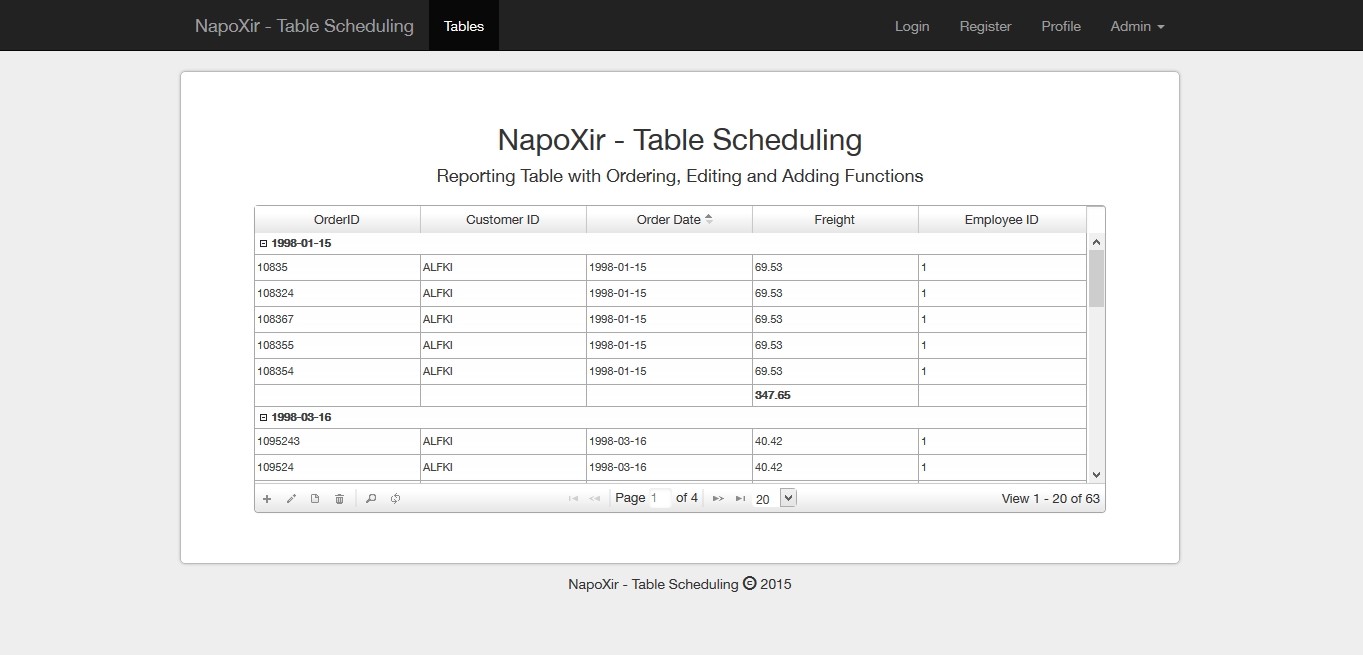 NapoXir - Table Scheduling Tables Login Register Profile Admin
NapoXir - Table Scheduling
Reporting Table with Ordering, Editing and Adding Functions
OrderID Customer ID Order Date Freight Employee ID
1998-01-15
10835 ALFKI 1998-01-15 69.53 1
108324 ALFKI 1998-01-15 69.53 1
108367 ALFKI 1998-01-15 69.53 1
108355 ALFKI 1998-01-15 69.53 1
108354 ALFKI 1998-01-15 69.53 1
347.65
1998-03-16
1095243 ALFKI 1998-03-16 40.42 1
109524 ALFKI 1998-03-16 40.42 1
Page 1 of 4 20 View 1 - 20 of 63
NapoXir - Table Scheduling © 2015